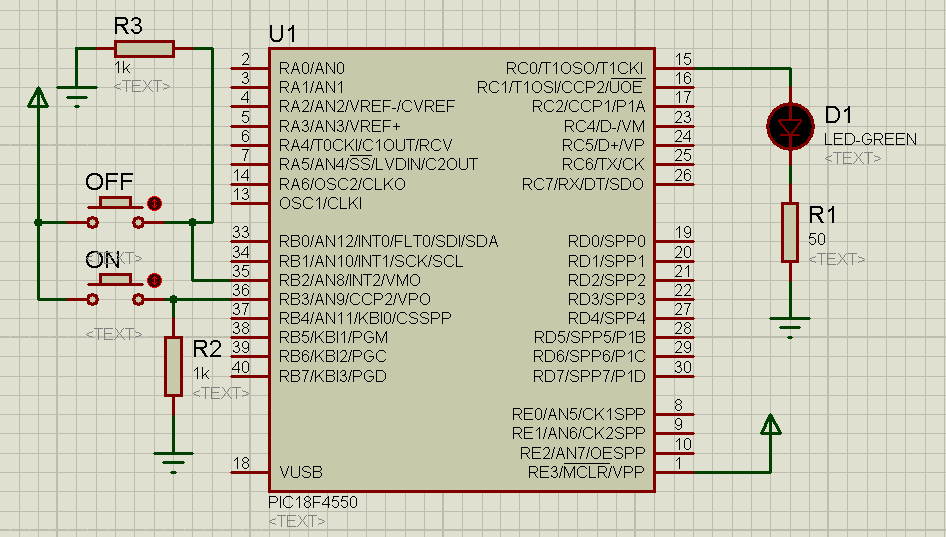 R3
1k
<TEXT>
OFF
ON
<TEXT>
<TEXT>
R2
1k
<TEXT>
U1
2 RA0/AN0
3 RA1/AN1
4 RA2/AN2/VREF-/CVREF
5 RA3/AN3/VREF+
6 RA4/T0CKI/C1OUT/RCV
7 RA5/AN4/SS/LVDIN/C2OUT
14 RA6/OSC2/CLKO
13 OSC1/CLKI
33 RB0/AN12/INT0/FLT0/SDI/SDA
34 RB1/AN10/INT1/SCK/SCL
35 RB2/AN8/INT2/VMO
36 RB3/AN9/CCP2/VPO
37 RB4/AN11/KBI0/CSSPP
38 RB5/KBI1/PGM
39 RB6/KBI2/PGC
40 RB7/KBI3/PGD
18 VUSB
RC0/T1OSO/T1CKI 15
RC1/T1OSI/CCP2/UOE 16
RC2/CCP1/P1A 17
RC4/D-/VM 23
RC5/D+/VP 24
RC6/TX/CK 25
RC7/RX/DT/SDO 26
RD0/SPP0 19
RD1/SPP1 20
RD2/SPP2 21
RD3/SPP3 22
RD4/SPP4 27
RD5/SPP5/P1B 28
RD6/SPP6/P1C 29
RD7/SPP7/P1D 30
RE0/AN5/CK1SPP 8
RE1/AN6/CK2SPP 9
RE2/AN7/OESPP 10
RE3/MCLR/VPP 1
PIC18F4550
<TEXT>
D1
LED-GREEN
<TEXT>
R1
50
<TEXT>